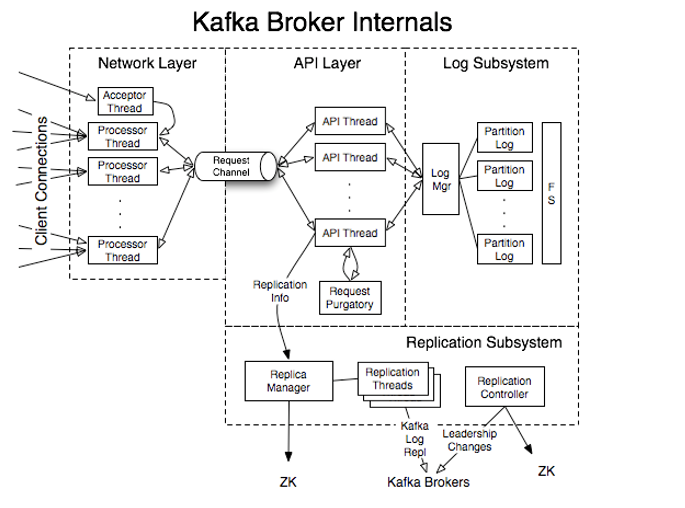 Kafka Broker Internals
Network Layer
API Layer
Log Subsystem
Client Connections
Acceptor
Thread
Processor
Thread
Processor
Thread
.
.
.
Processor
Thread
Request
Channel
API Thread
API Thread
.
.
.
API Thread
Request
Purgatory
Log
Mgr
Partition
Log
Partition
Log
.
.
.
Partition
Log
F
S
Replication
Info
Replication Subsystem
Replica
Manager
Replication
Threads
Replication
Controller
Kafka
Log
Repl
Leadership
Changes
ZK
Kafka Brokers
ZK